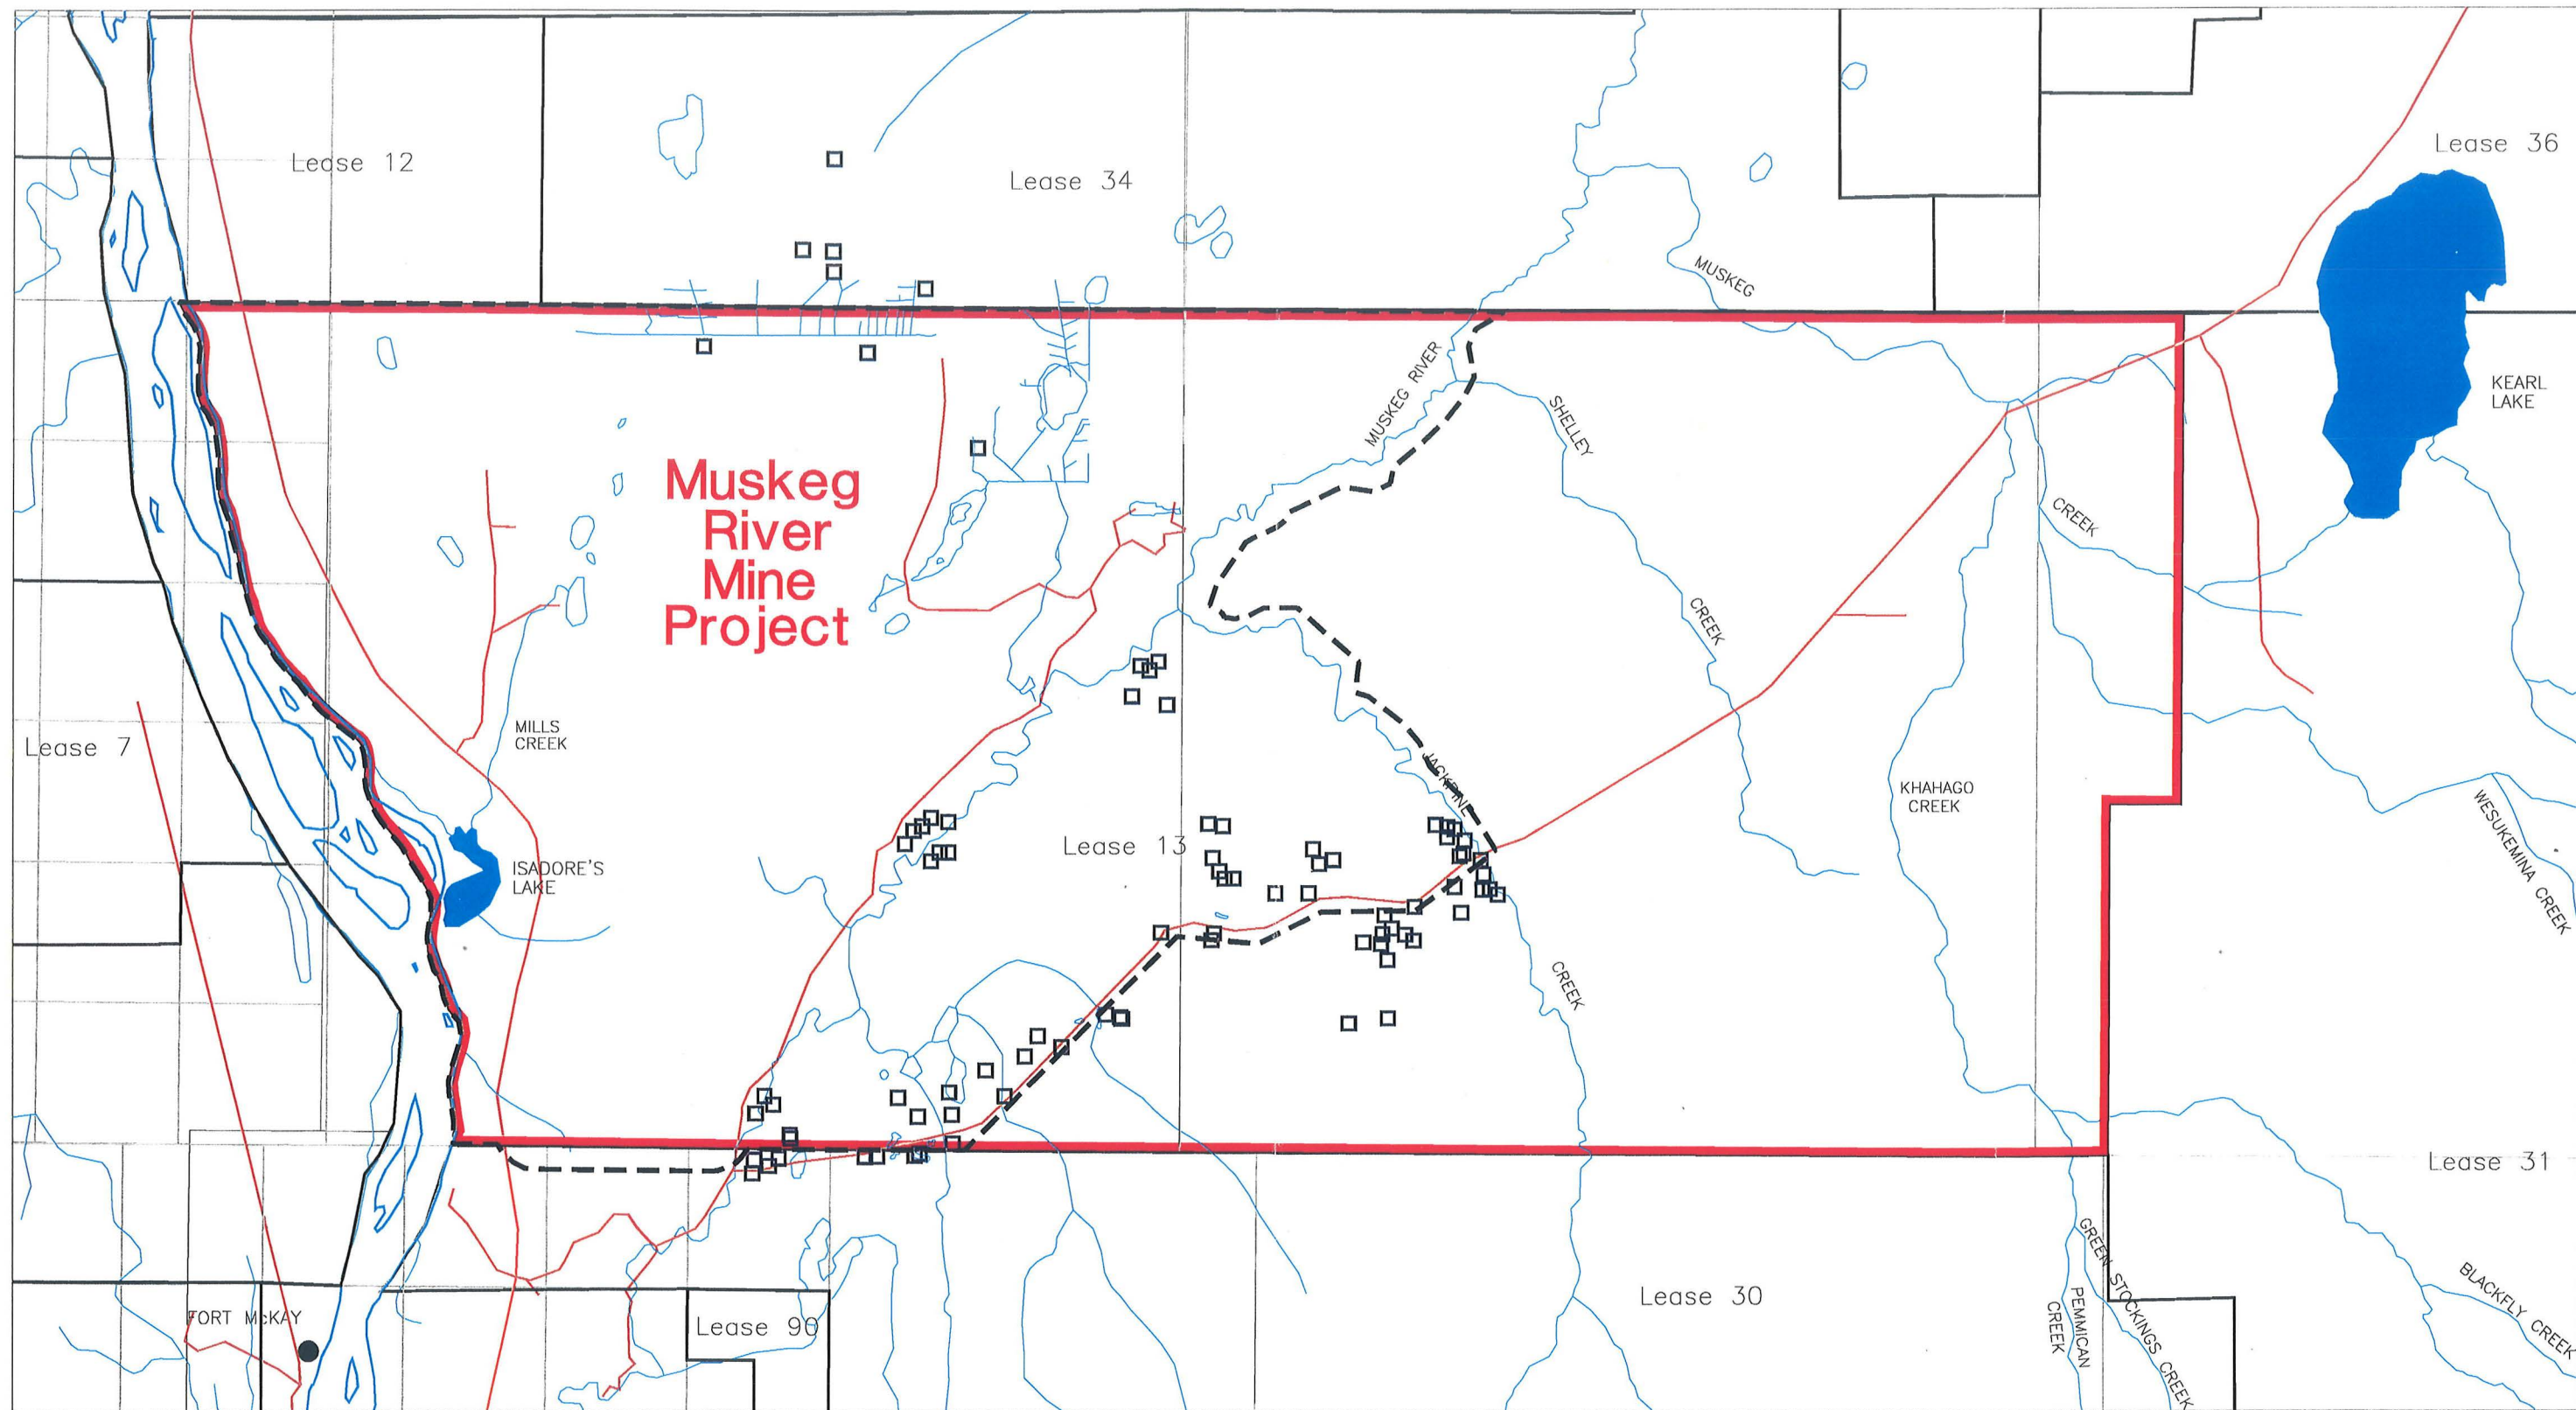 Lease 12
Lease 34
Lease 36
MUSKEG
MUSKEG RIVER
SHELLEY
KEARL
LAKE
Muskeg
River
Mine
Project
CREEK
CREEK
MILLS
CREEK
Lease 7
JACKPINE
KHAHAGO
CREEK
WESUKEMINA CREEK
Lease 13
ISADORE'S
LAKE
CREEK
Lease 31
GREEN STOCKINGS CREEK
PEMMICAN
CREEK
BLACKFLY CREEK
Lease 30
FORT McKAY
Lease 90